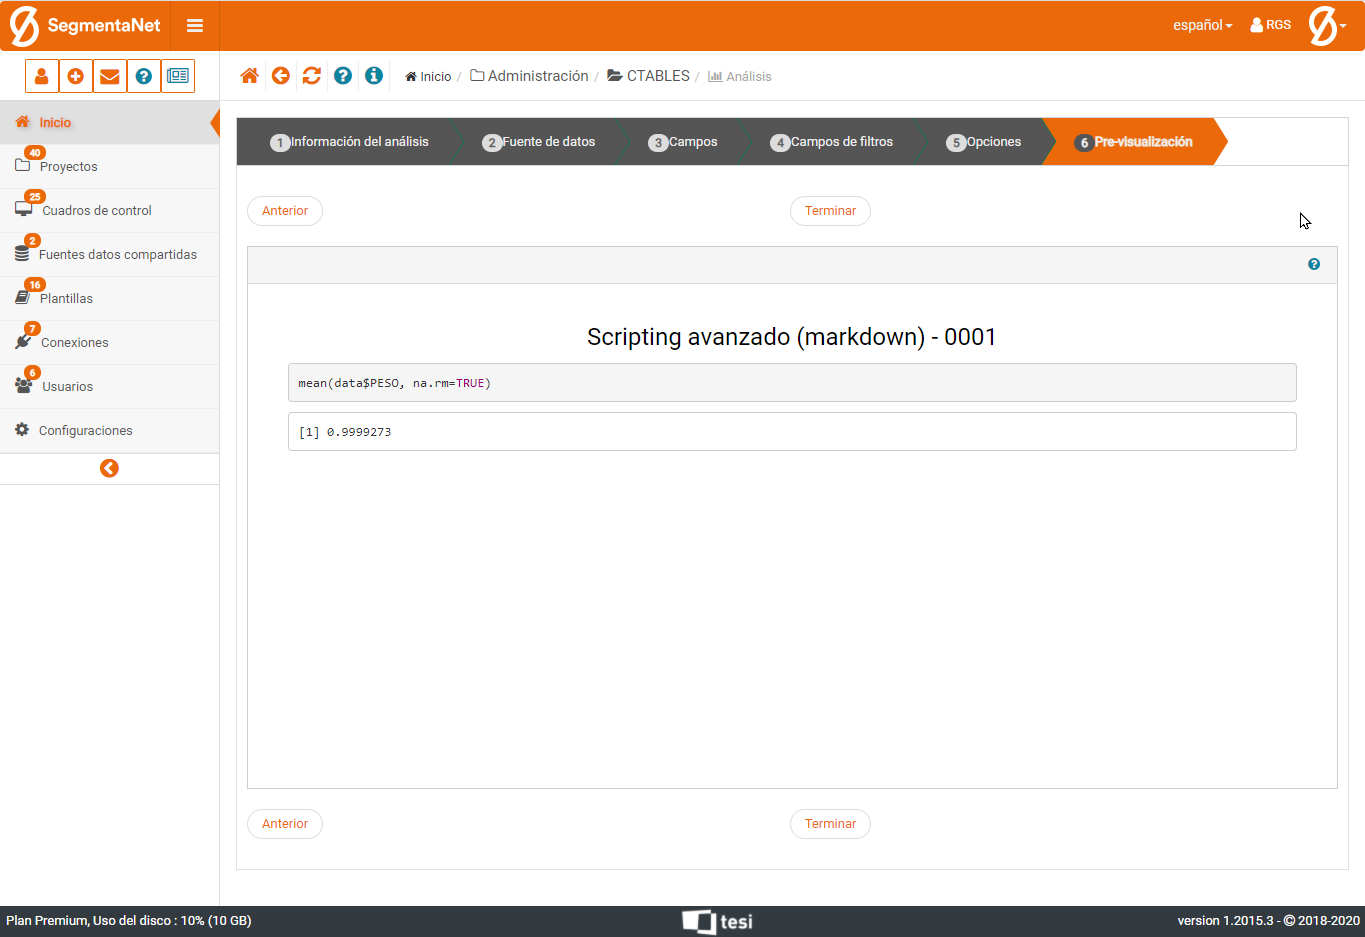 SegmentaNet
español
RGS
Inicio / Administración / CTABLES / Análisis
Inicio
40
Proyectos
25
Cuadros de control
2
Fuentes datos compartidas
16
Plantillas
7
Conexiones
6
Usuarios
Configuraciones
1 Información del análisis
2 Fuente de datos
3 Campos
4 Campos de filtros
5 Opciones
6 Pre-visualización
Anterior
Terminar
Scripting avanzado (markdown) - 0001
mean(data$PESO, na.rm=TRUE)
[1] 0.9999273
Anterior
Terminar
Plan Premium, Uso del disco : 10% (10 GB)
tesi
version 1.2015.3 - © 2018-2020